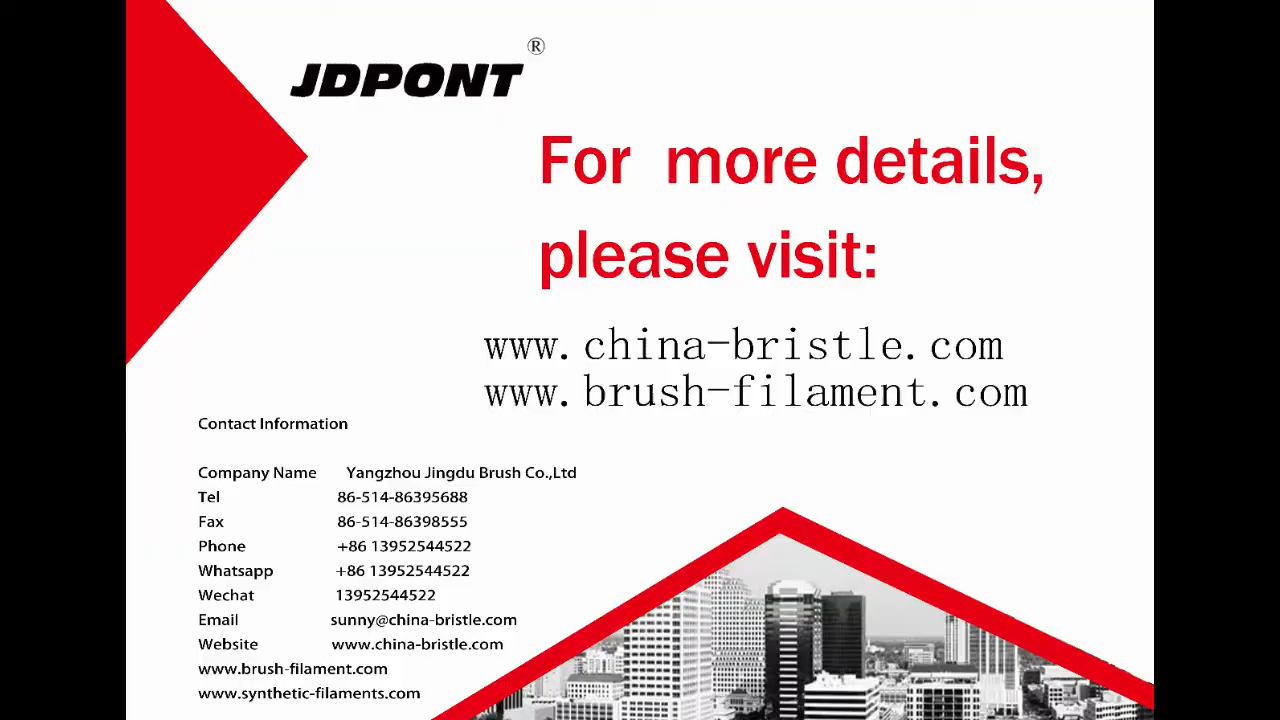 JDPONT®
For more details,
please visit:
www.china-bristle.com
www.brush-filament.com
Contact Information
Company Name Yangzhou Jingdu Brush Co.,Ltd
Tel 86-514-86395688
Fax 86-514-86398555
Phone +86 13952544522
Whatsapp +86 13952544522
Wechat 13952544522
Email sunny@china-bristle.com
Website www.china-bristle.com
www.brush-filament.com
www.synthetic-filaments.com